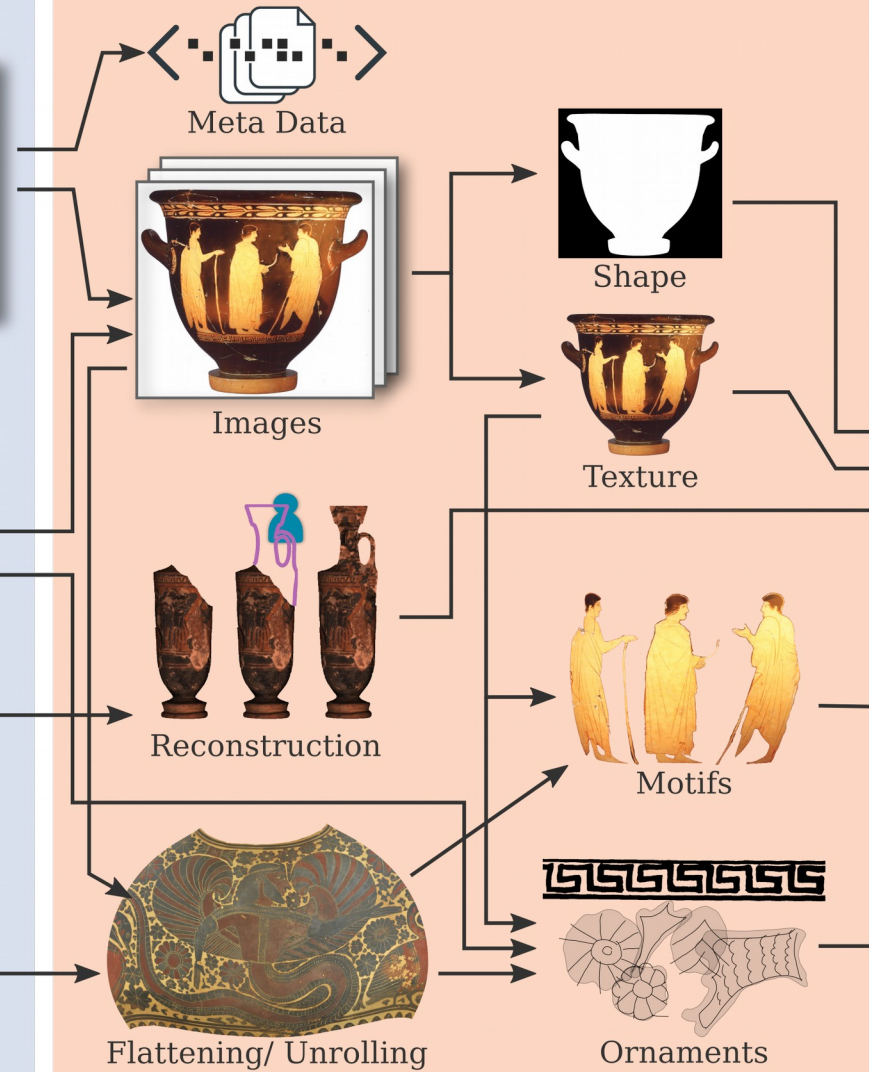 Meta Data
Images
Shape
Texture
Reconstruction
Motifs
Flattening/ Unrolling
Ornaments